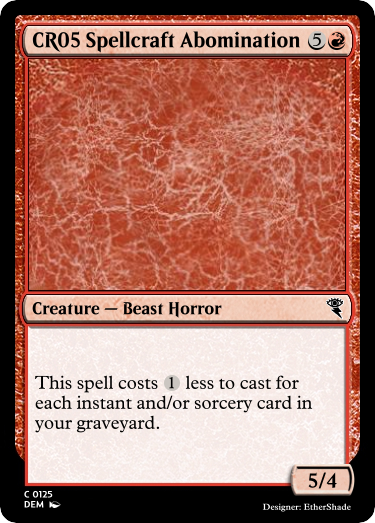 CR05 Spellcraft Abomination 5
Creature — Beast Horror
This spell costs 1 less to cast for
each instant and/or sorcery card in
your graveyard.
5/4
C 0125
DEM
Designer: EtherShade